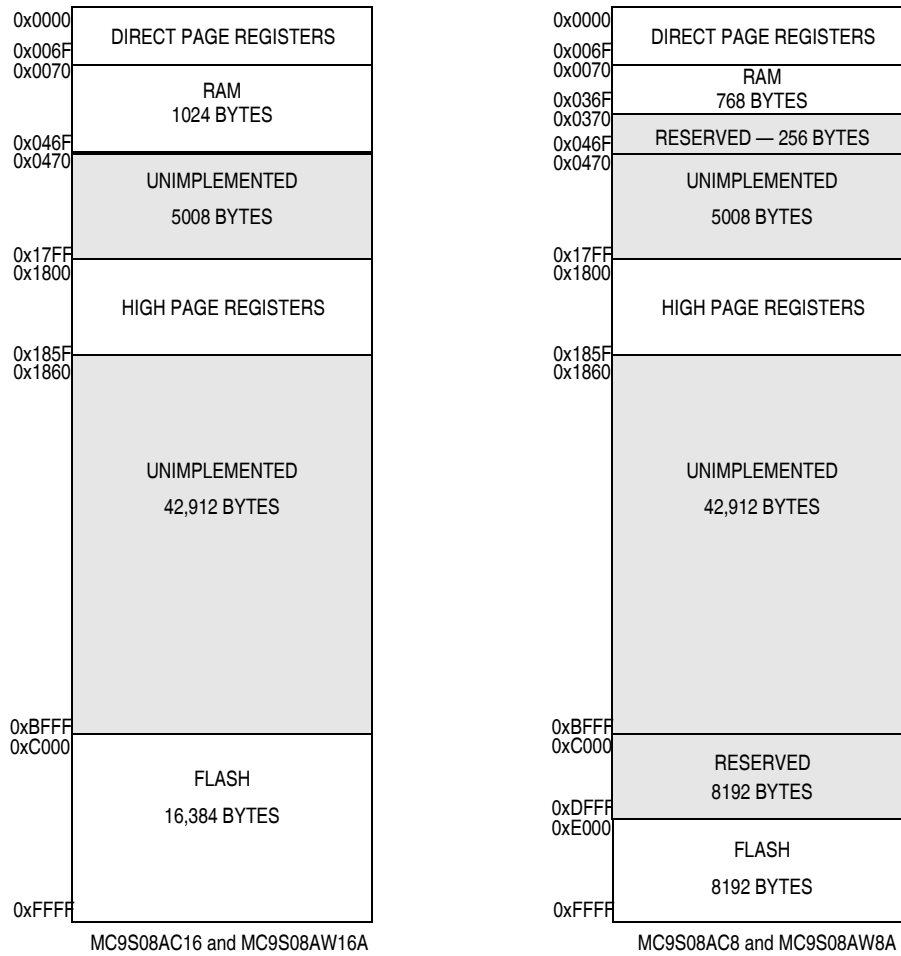 0x0000
DIRECT PAGE REGISTERS
0x006F
0x0070
RAM
1024 BYTES
0x046F
0x0470
UNIMPLEMENTED
5008 BYTES
0x17FF
0x1800
HIGH PAGE REGISTERS
0x185F
0x1860
UNIMPLEMENTED
42,912 BYTES
0xBFFF
0xC000
FLASH
16,384 BYTES
0xFFFF
MC9S08AC16 and MC9S08AW16A
0x0000
DIRECT PAGE REGISTERS
0x006F
0x0070
RAM
768 BYTES
0x036F
0x0370
RESERVED — 256 BYTES
0x046F
0x0470
UNIMPLEMENTED
5008 BYTES
0x17FF
0x1800
HIGH PAGE REGISTERS
0x185F
0x1860
UNIMPLEMENTED
42,912 BYTES
0xBFFF
0xC000
RESERVED
8192 BYTES
0xDFFF
0xE000
FLASH
8192 BYTES
0xFFFF
MC9S08AC8 and MC9S08AW8A